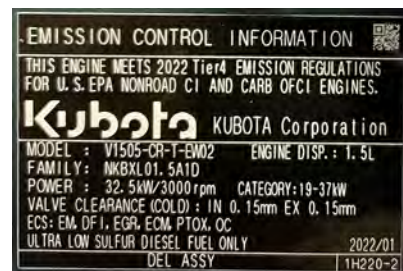 EMISSION CONTROL INFORMATION
THIS ENGINE MEETS 2022 Tier4 EMISSION REGULATIONS
FOR U.S. EPA NONROAD CI AND CARB OFCI ENGINES.
Kubota KUBOTA Corporation
MODEL : V1505-CR-T-EW02 ENGINE DISP.: 1.5L
FAMILY: NKBXL01.5A1D
POWER : 32.5kW/3000rpm CATEGORY:19-37kW
VALVE CLEARANCE(COLD): IN 0.15mm EX 0.15mm
ECS: EM, DFI, EGR, ECM, PTOX, OC
ULTRA LOW SULFUR DIESEL FUEL ONLY 2022/01
DEL ASSY 1H220-2